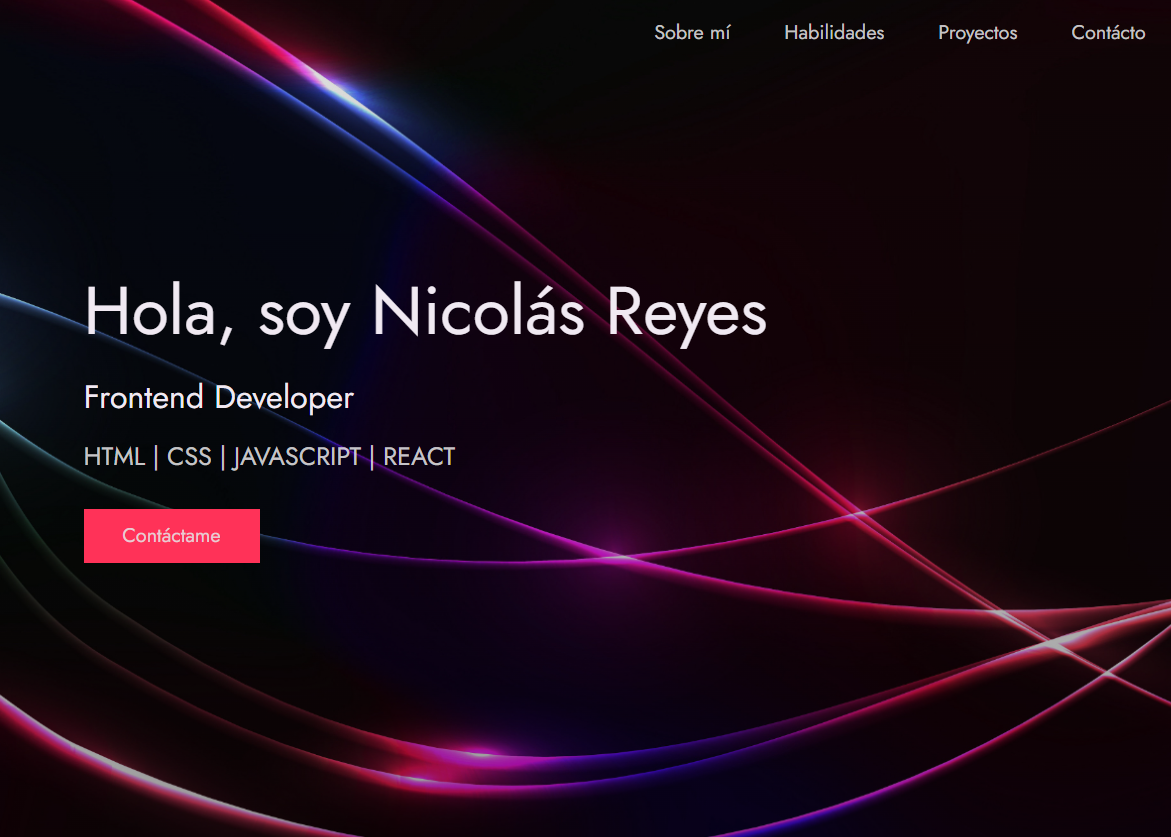 Sobre mí Habilidades Proyectos Contácto
Hola, soy Nicolás Reyes
Frontend Developer
HTML | CSS | JAVASCRIPT | REACT
Contáctame